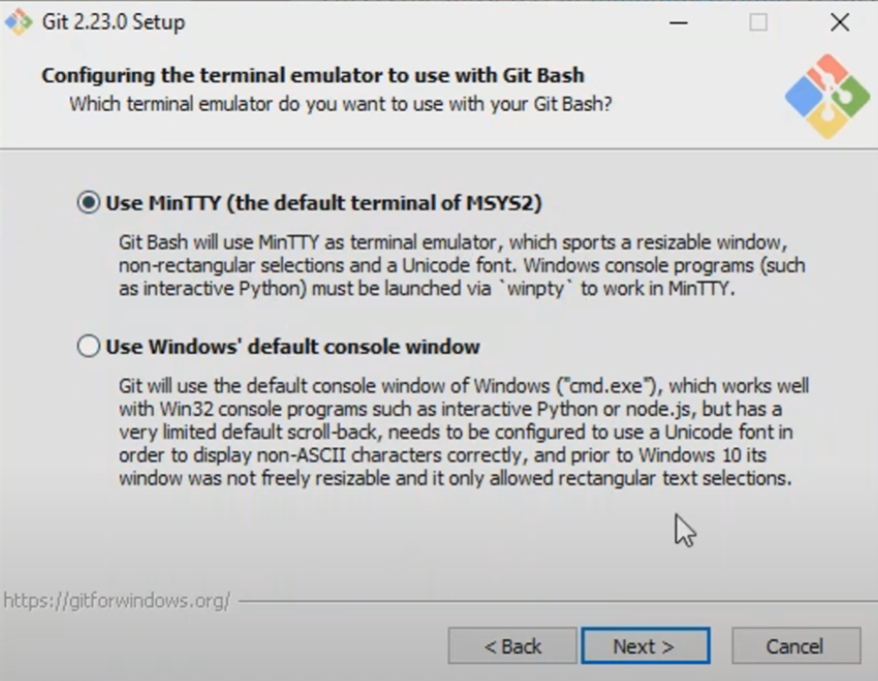 Git 2.23.0 Setup
Configuring the terminal emulator to use with Git Bash
Which terminal emulator do you want to use with your Git Bash?
Use MinTTY (the default terminal of MSYS2)
Git Bash will use MinTTY as terminal emulator, which sports a resizable window,
non-rectangular selections and a Unicode font. Windows console programs (such
as interactive Python) must be launched via `winpty` to work in MinTTY.
Use Windows' default console window
Git will use the default console window of Windows ("cmd.exe"), which works well
with Win32 console programs such as interactive Python or node.js, but has a
very limited default scroll-back, needs to be configured to use a Unicode font in
order to display non-ASCII characters correctly, and prior to Windows 10 its
window was not freely resizable and it only allowed rectangular text selections.
https://gitforwindows.org/
< Back Next > Cancel